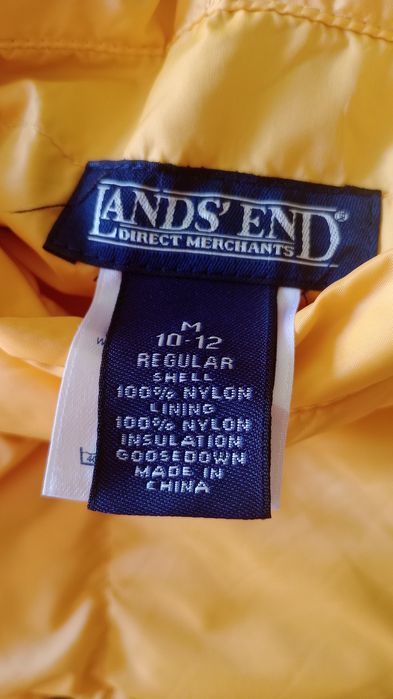 LANDS' END®
DIRECT MERCHANTS
M
10-12
REGULAR
SHELL
100% NYLON
LINING
100% NYLON
INSULATION
GOOSEDOWN
MADE IN
CHINA